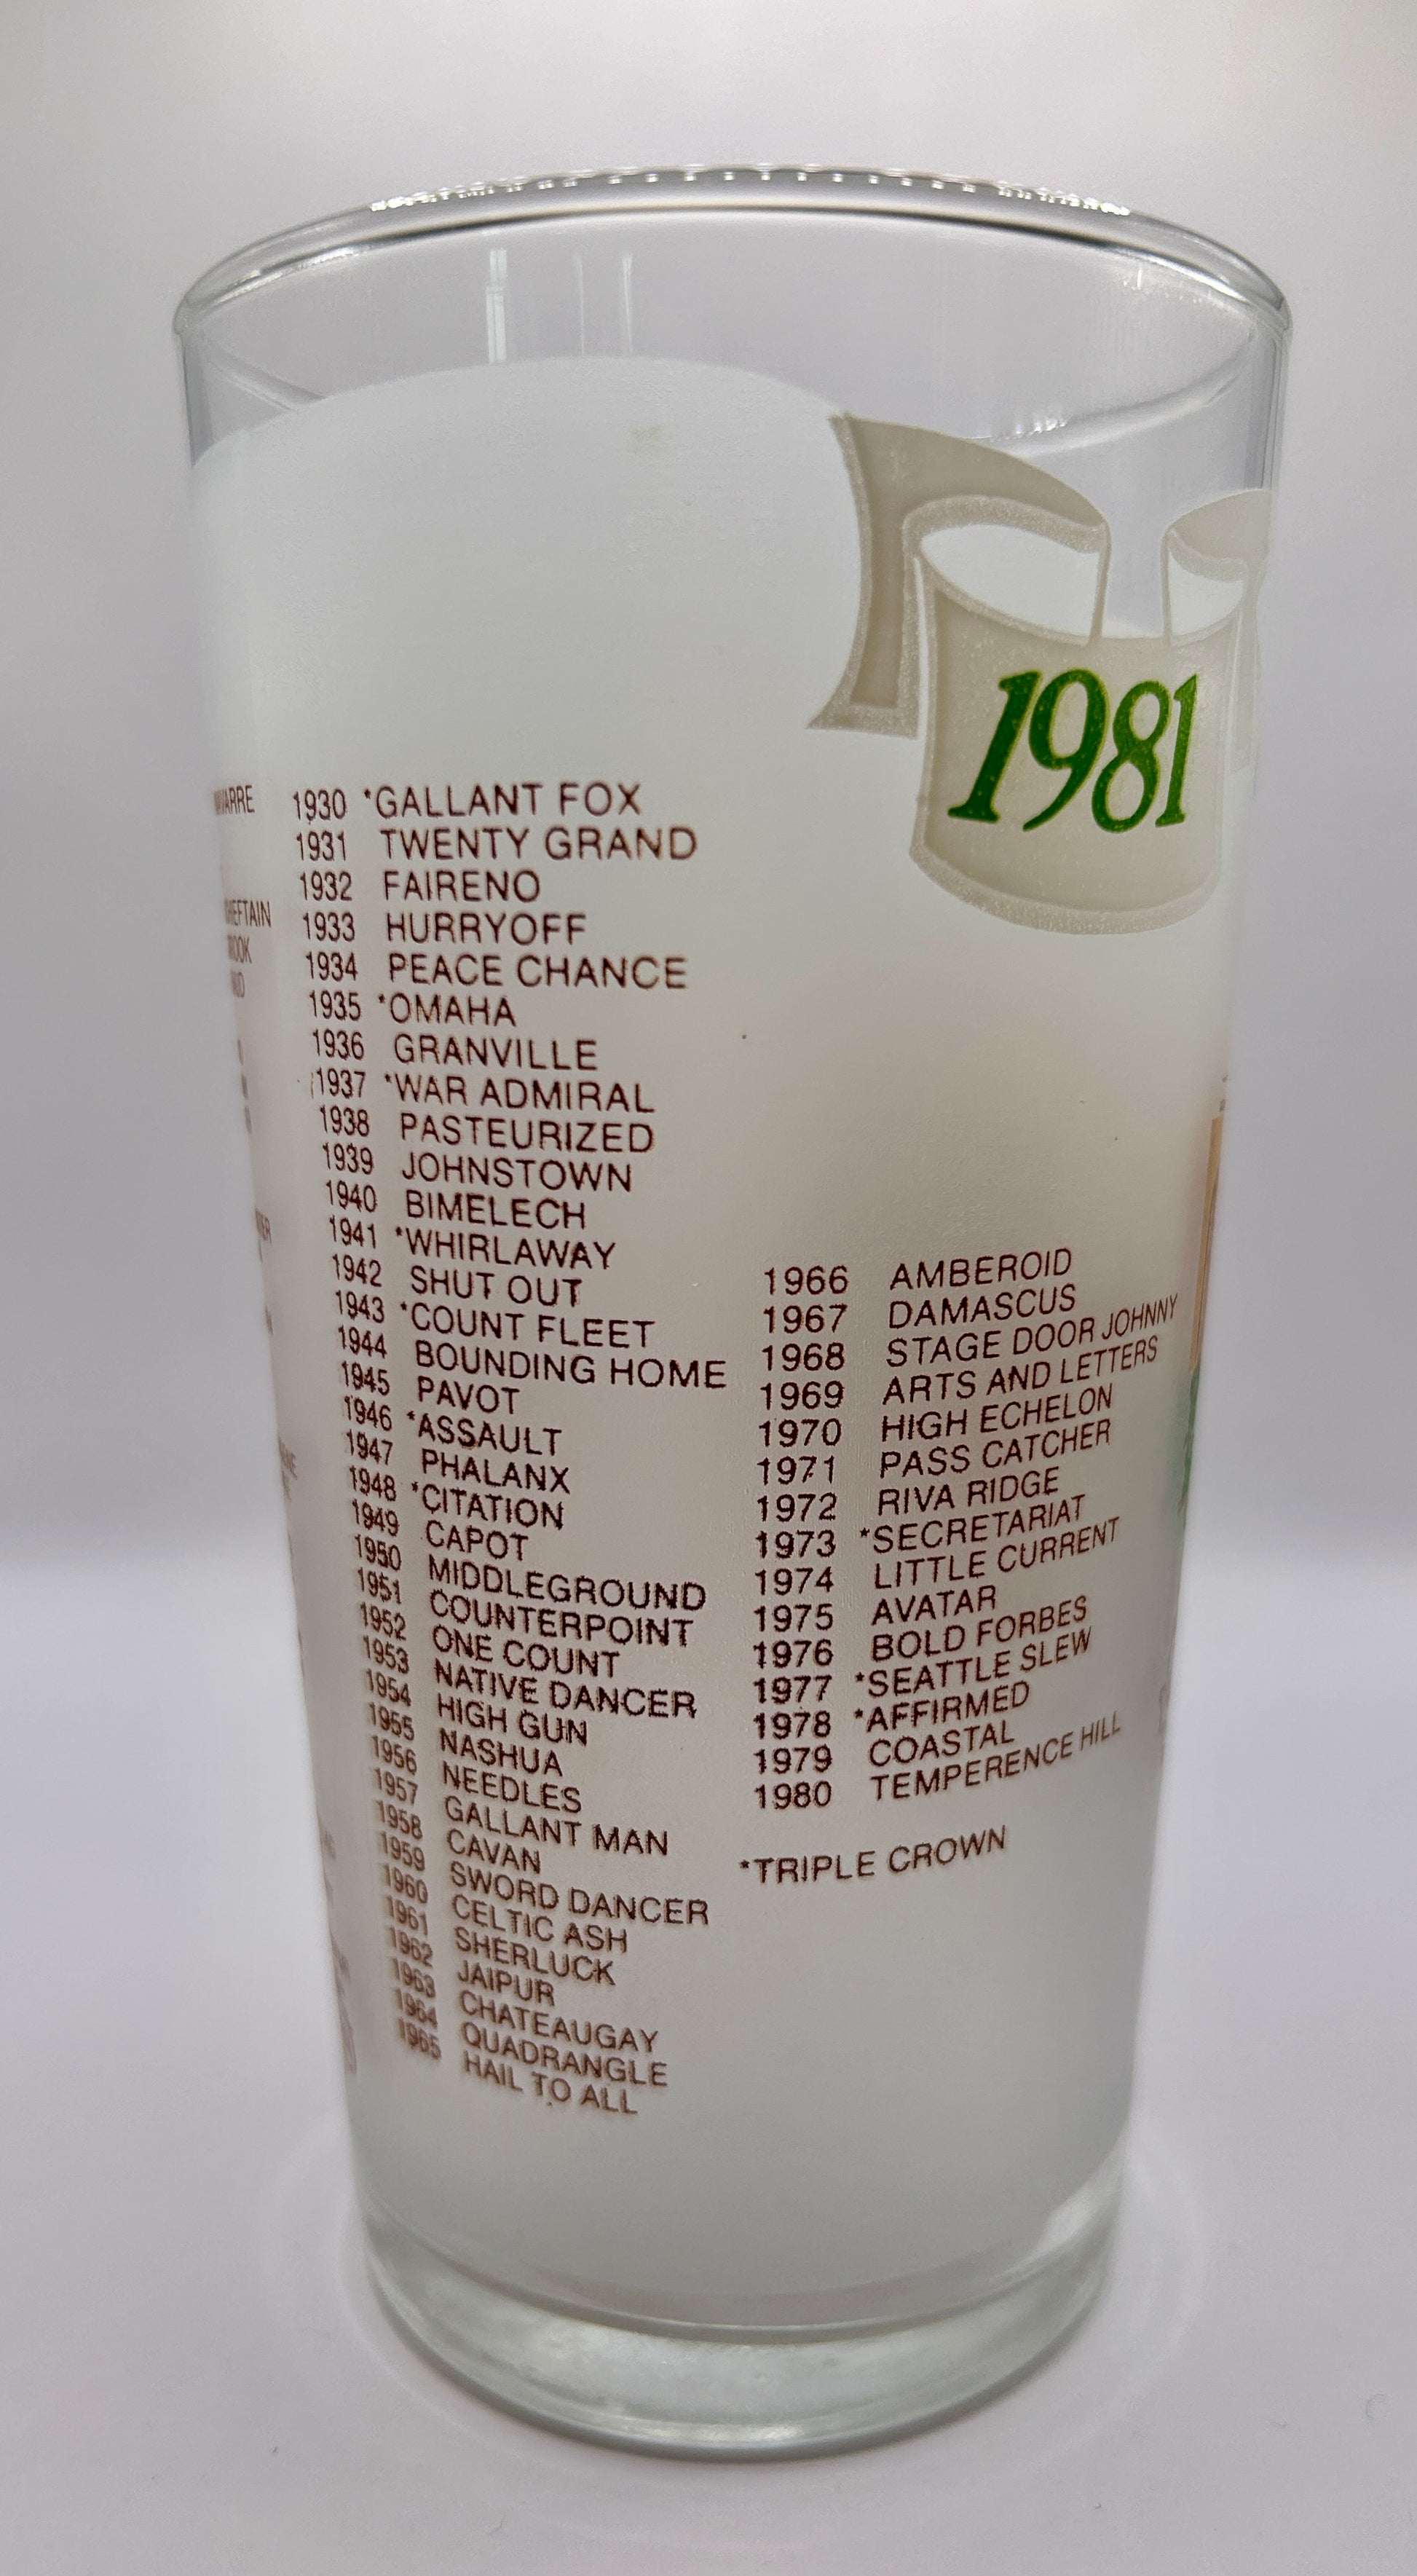 1981
1930 *GALLANT FOX
1931 TWENTY GRAND
1932 FAIRENO
1933 HURRYOFF
1934 PEACE CHANCE
1935 *OMAHA
1936 GRANVILLE
1937 *WAR ADMIRAL
1938 PASTEURIZED
1939 JOHNSTOWN
1940 BIMELECH
1941 *WHIRLAWAY
1942 SHUT OUT
1943 *COUNT FLEET
1944 BOUNDING HOME
1945 PAVOT
1946 *ASSAULT
1947 PHALANX
1948 *CITATION
1949 CAPOT
1950 MIDDLEGROUND
1951 COUNTERPOINT
1952 ONE COUNT
1953 NATIVE DANCER
1954 HIGH GUN
1955 NASHUA
1956 NEEDLES
1957 GALLANT MAN
1958 CAVAN
1959 SWORD DANCER
1960 CELTIC ASH
1961 SHERLUCK
1962 JAIPUR
1963 CHATEAUGAY
1964 QUADRANGLE
1965 HAIL TO ALL
1966 AMBEROID
1967 DAMASCUS
1968 STAGE DOOR JOHNNY
1969 ARTS AND LETTERS
1970 HIGH ECHELON
1971 PASS CATCHER
1972 RIVA RIDGE
1973 *SECRETARIAT
1974 LITTLE CURRENT
1975 AVATAR
1976 BOLD FORBES
1977 *SEATTLE SLEW
1978 *AFFIRMED
1979 COASTAL
1980 TEMPERENCE HILL
*TRIPLE CROWN